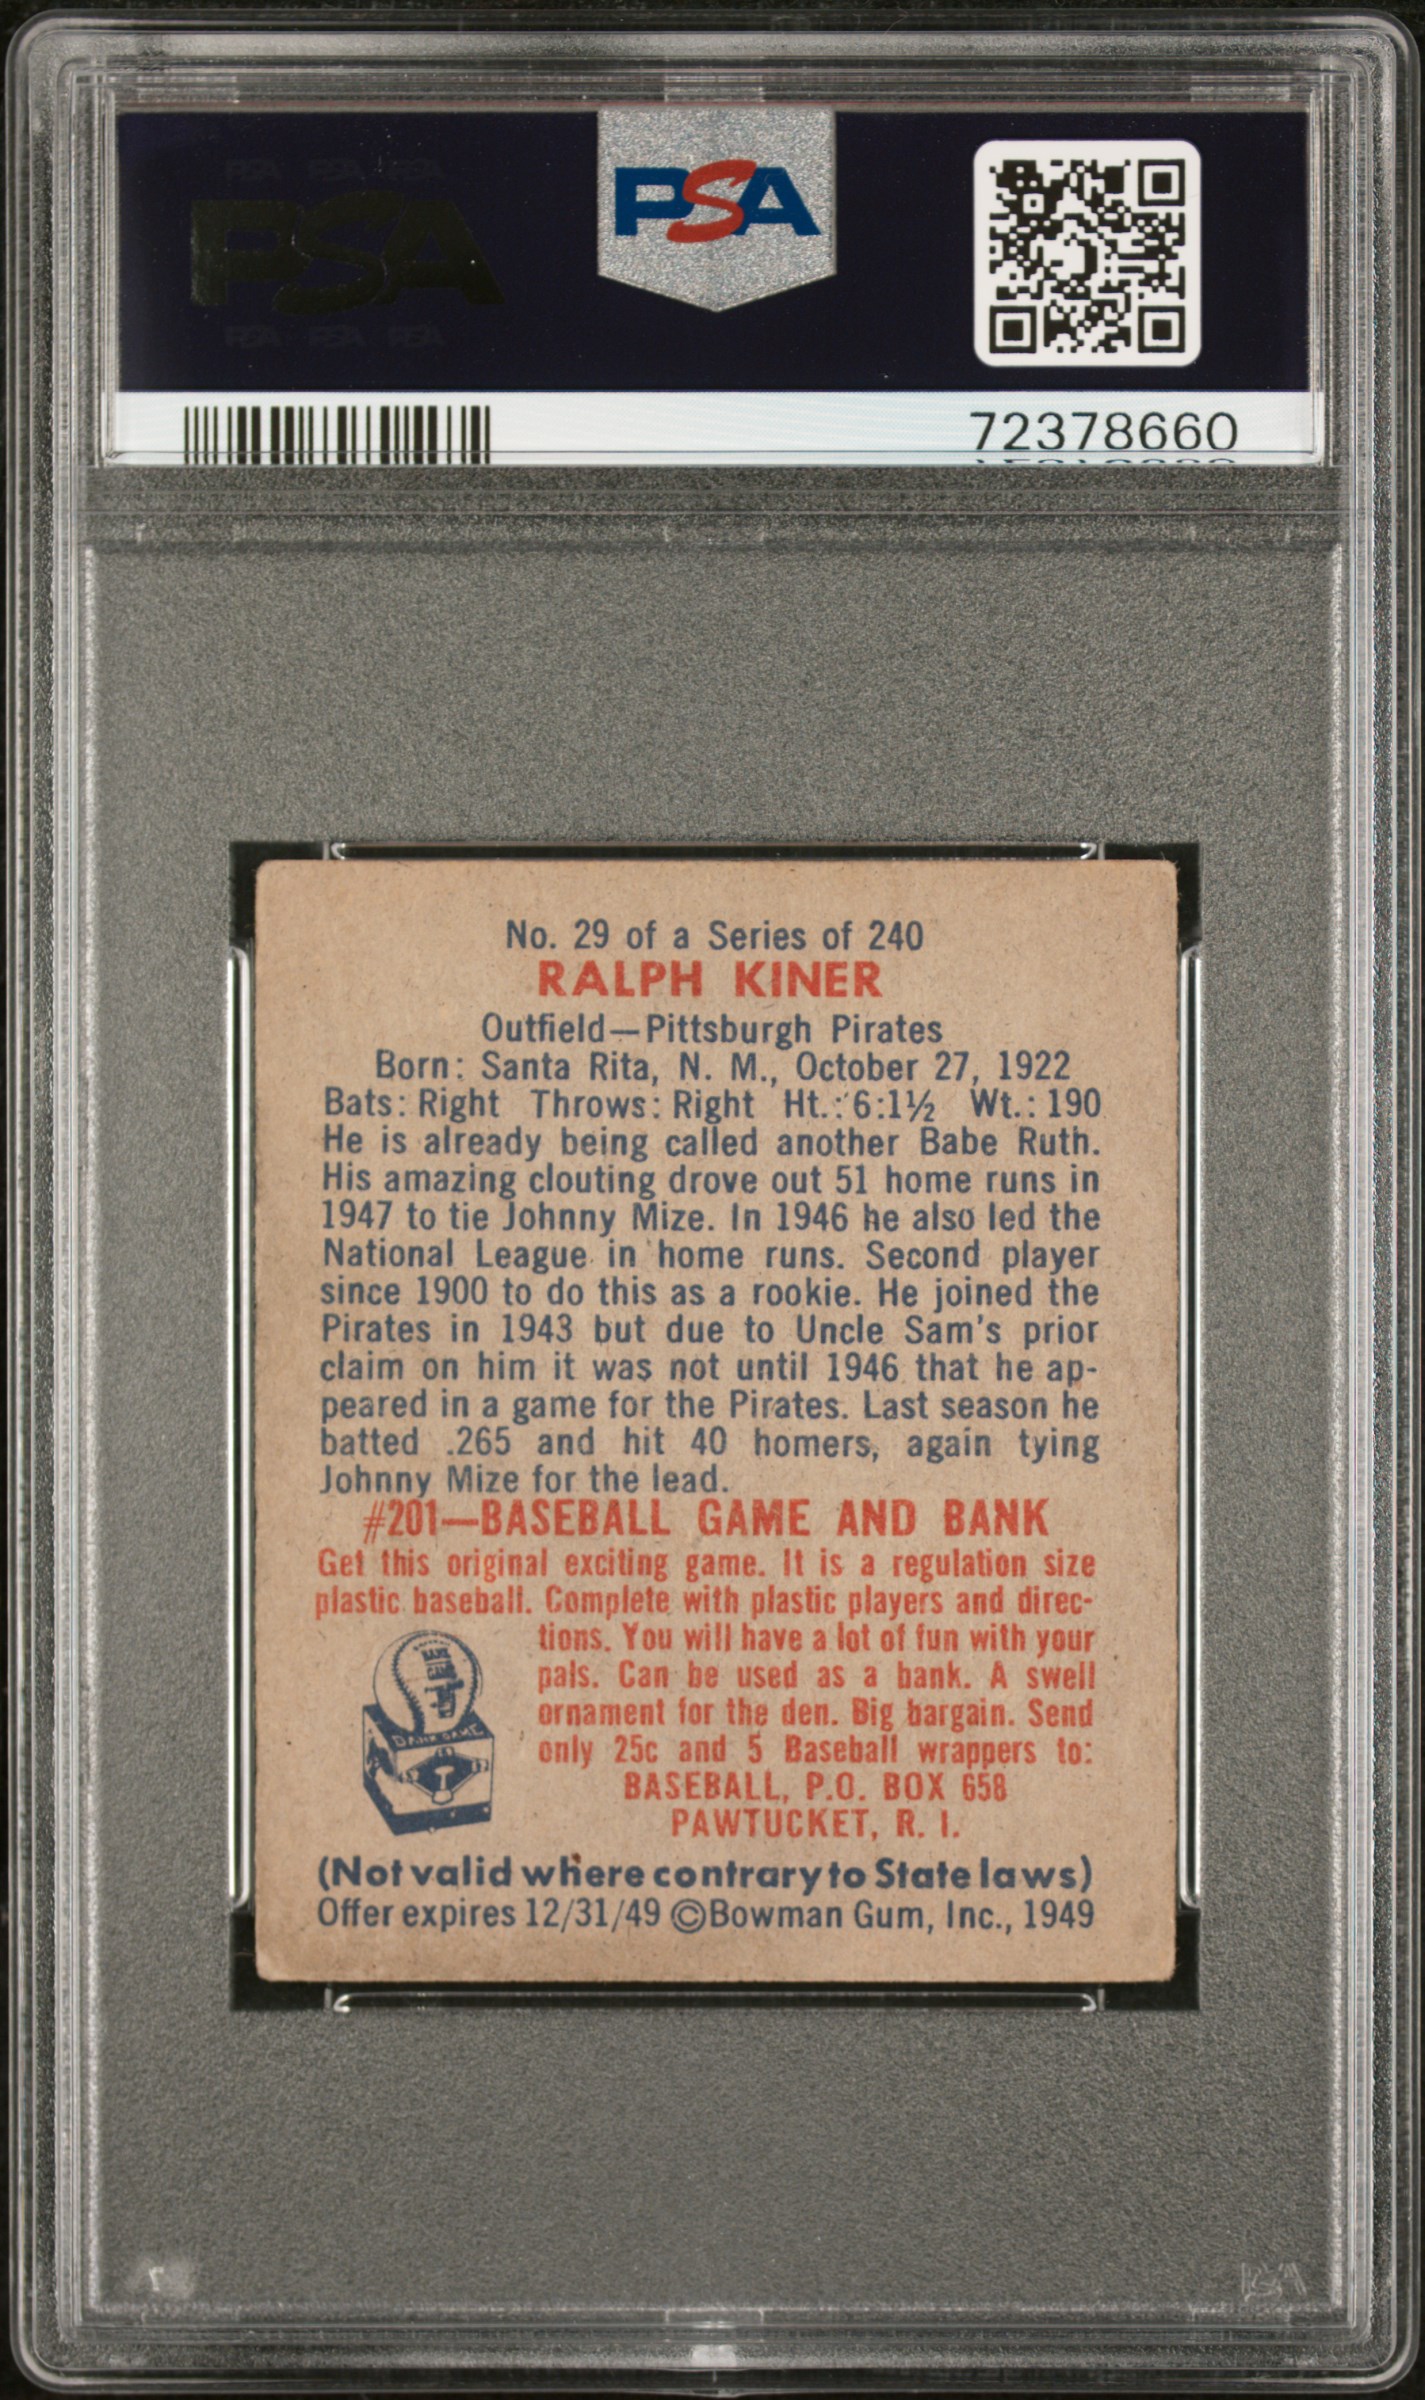 PSA PSA PSA
PSA
PSA PSA PSA
PSA
72378660
No. 29 of a Series of 240
RALPH KINER
Outfield—Pittsburgh Pirates
Born: Santa Rita, N. M., October 27, 1922
Bats: Right Throws: Right Ht.: 6:1½ Wt.: 190
He is already being called another Babe Ruth.
His amazing clouting drove out 51 home runs in
1947 to tie Johnny Mize. In 1946 he also led the
National League in home runs. Second player
since 1900 to do this as a rookie. He joined the
Pirates in 1943 but due to Uncle Sam's prior
claim on him it was not until 1946 that he ap-
peared in a game for the Pirates. Last season he
batted .265 and hit 40 homers, again tying
Johnny Mize for the lead.
#201—BASEBALL GAME AND BANK
Get this original exciting game. It is a regulation size
plastic baseball. Complete with plastic players and direc-
tions. You will have a lot of fun with your
pals. Can be used as a bank. A swell
ornament for the den. Big bargain. Send
only 25c and 5 Baseball wrappers to:
BASEBALL, P.O. BOX 658
PAWTUCKET, R. I.
BANK GAME
(Not valid where contrary to State laws)
Offer expires 12/31/49 ©Bowman Gum, Inc., 1949